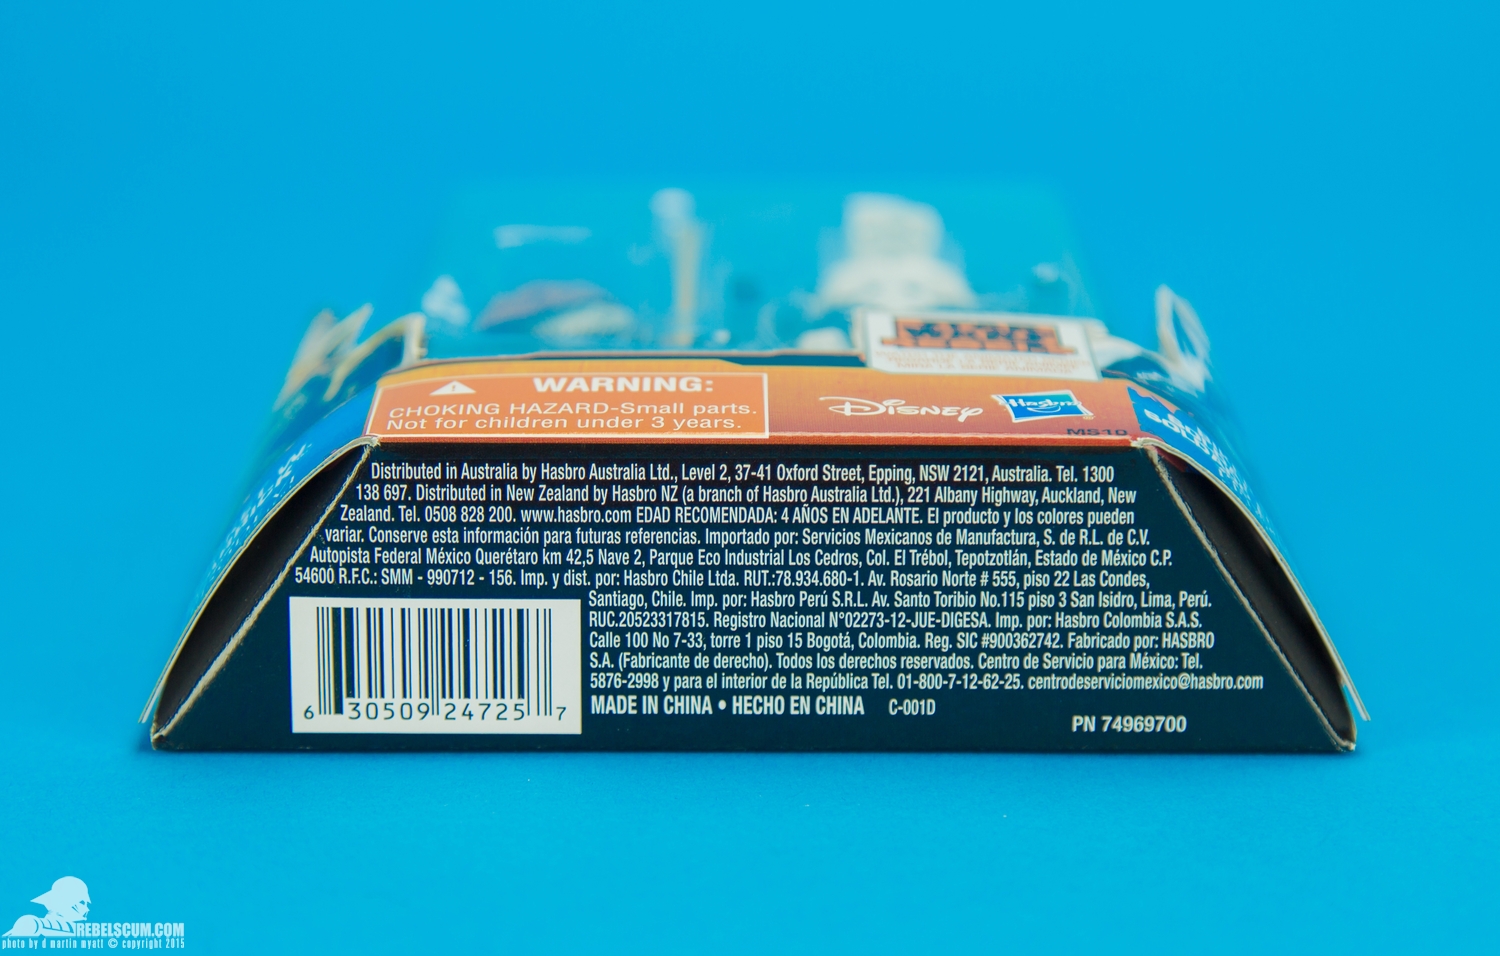 WARNING:
CHOKING HAZARD-Small parts.
Not for children under 3 years.
Disney
Hasbro
MS10
Distributed in Australia by Hasbro Australia Ltd., Level 2, 37-41 Oxford Street, Epping, NSW 2121, Australia. Tel. 1300
138 697. Distributed in New Zealand by Hasbro NZ (a branch of Hasbro Australia Ltd.), 221 Albany Highway, Auckland, New
Zealand. Tel. 0508 828 200. www.hasbro.com EDAD RECOMENDADA: 4 AÑOS EN ADELANTE. El producto y los colores pueden
variar. Conserve esta información para futuras referencias. Importado por: Servicios Mexicanos de Manufactura, S. de R.L. de C.V.
Autopista Federal México Querétaro km 42,5 Nave 2, Parque Eco Industrial Los Cedros, Col. El Trébol, Tepotzotlán, Estado de México C.P.
54600 R.F.C.: SMM - 990712 - 156. Imp. y dist. por: Hasbro Chile Ltda. RUT.:78.934.680-1. Av. Rosario Norte # 555, piso 22 Las Condes,
Santiago, Chile. Imp. por: Hasbro Perú S.R.L. Av. Santo Toribio No.115 piso 3 San Isidro, Lima, Perú.
RUC.20523317815. Registro Nacional N°02273-12-JUE-DIGESA. Imp. por: Hasbro Colombia S.A.S.
Calle 100 No 7-33, torre 1 piso 15 Bogotá, Colombia. Reg. SIC #900362742. Fabricado por: HASBRO
S.A. (Fabricante de derecho). Todos los derechos reservados. Centro de Servicio para México: Tel.
5876-2998 y para el interior de la República Tel. 01-800-7-12-62-25. centrodeserviciomexico@hasbro.com
MADE IN CHINA • HECHO EN CHINA C-001D
PN 74969700
6 30509 24725 7
REBELSCUM.COM
photo by d martin myatt © copyright 2015